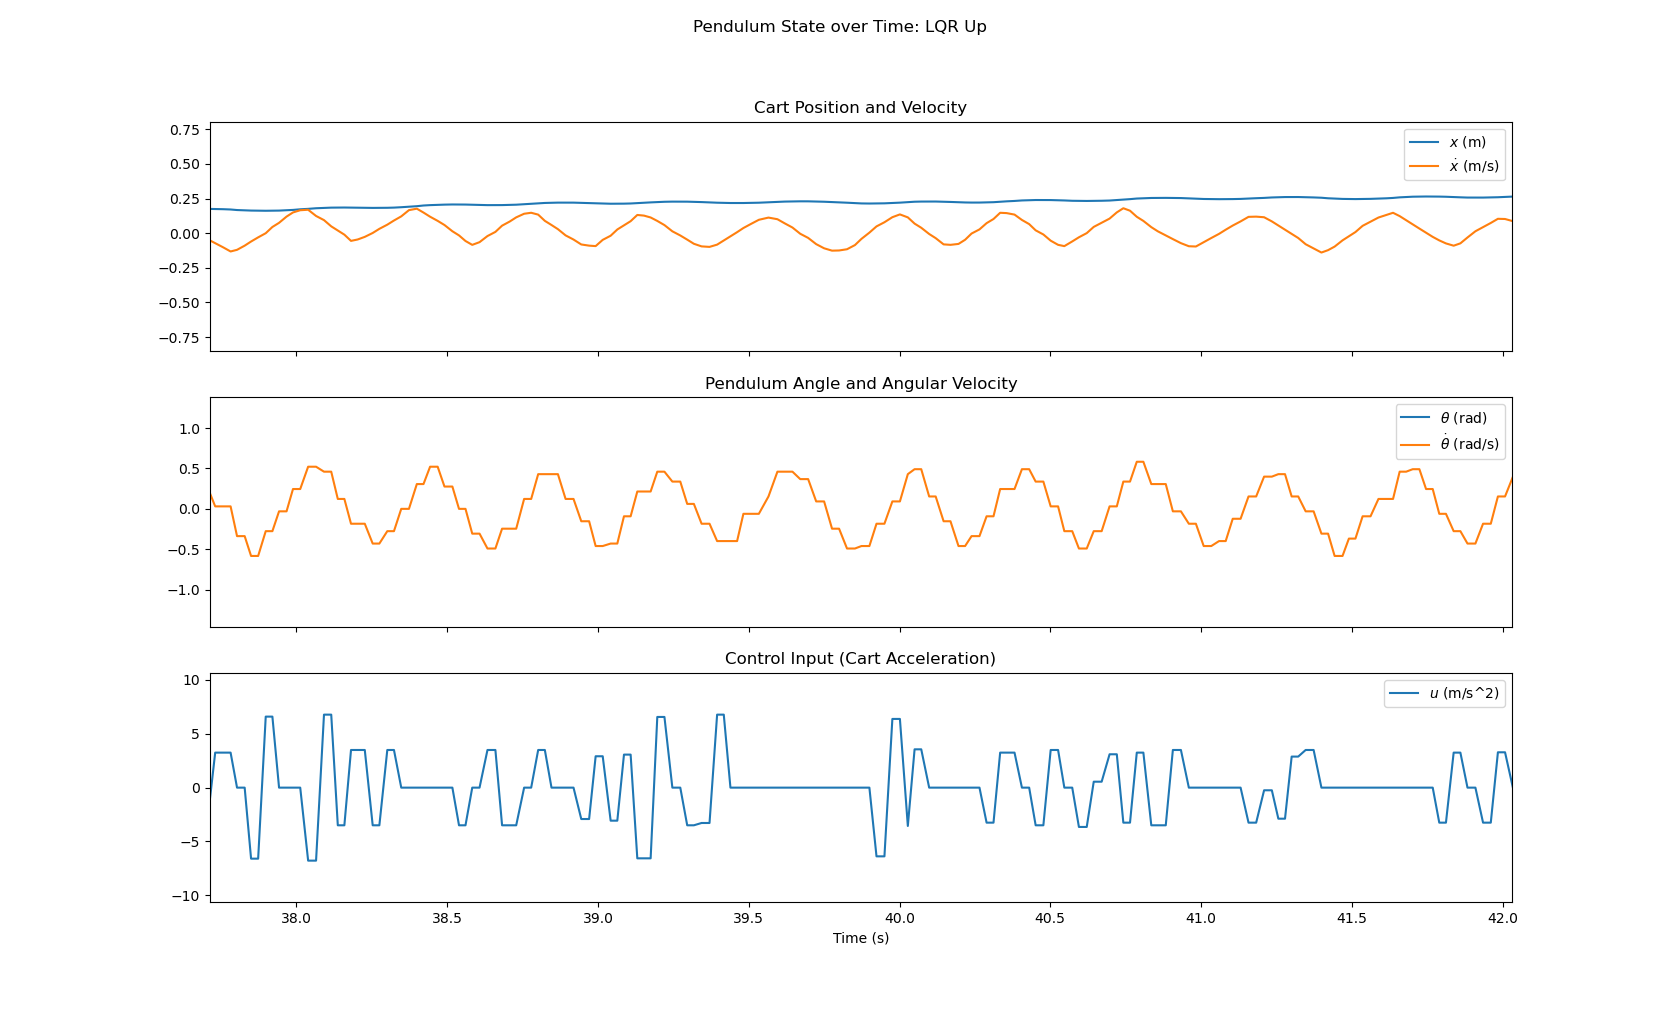 Pendulum State over Time: LQR Up
Cart Position and Velocity
0.75
0.50
0.25
0.00
−0.25
−0.50
−0.75
x (m)
ẋ (m/s)
Pendulum Angle and Angular Velocity
1.0
0.5
0.0
−0.5
−1.0
θ (rad)
θ̇ (rad/s)
Control Input (Cart Acceleration)
10
5
0
−5
−10
u (m/s^2)
38.0 38.5 39.0 39.5 40.0 40.5 41.0 41.5 42.0
Time (s)